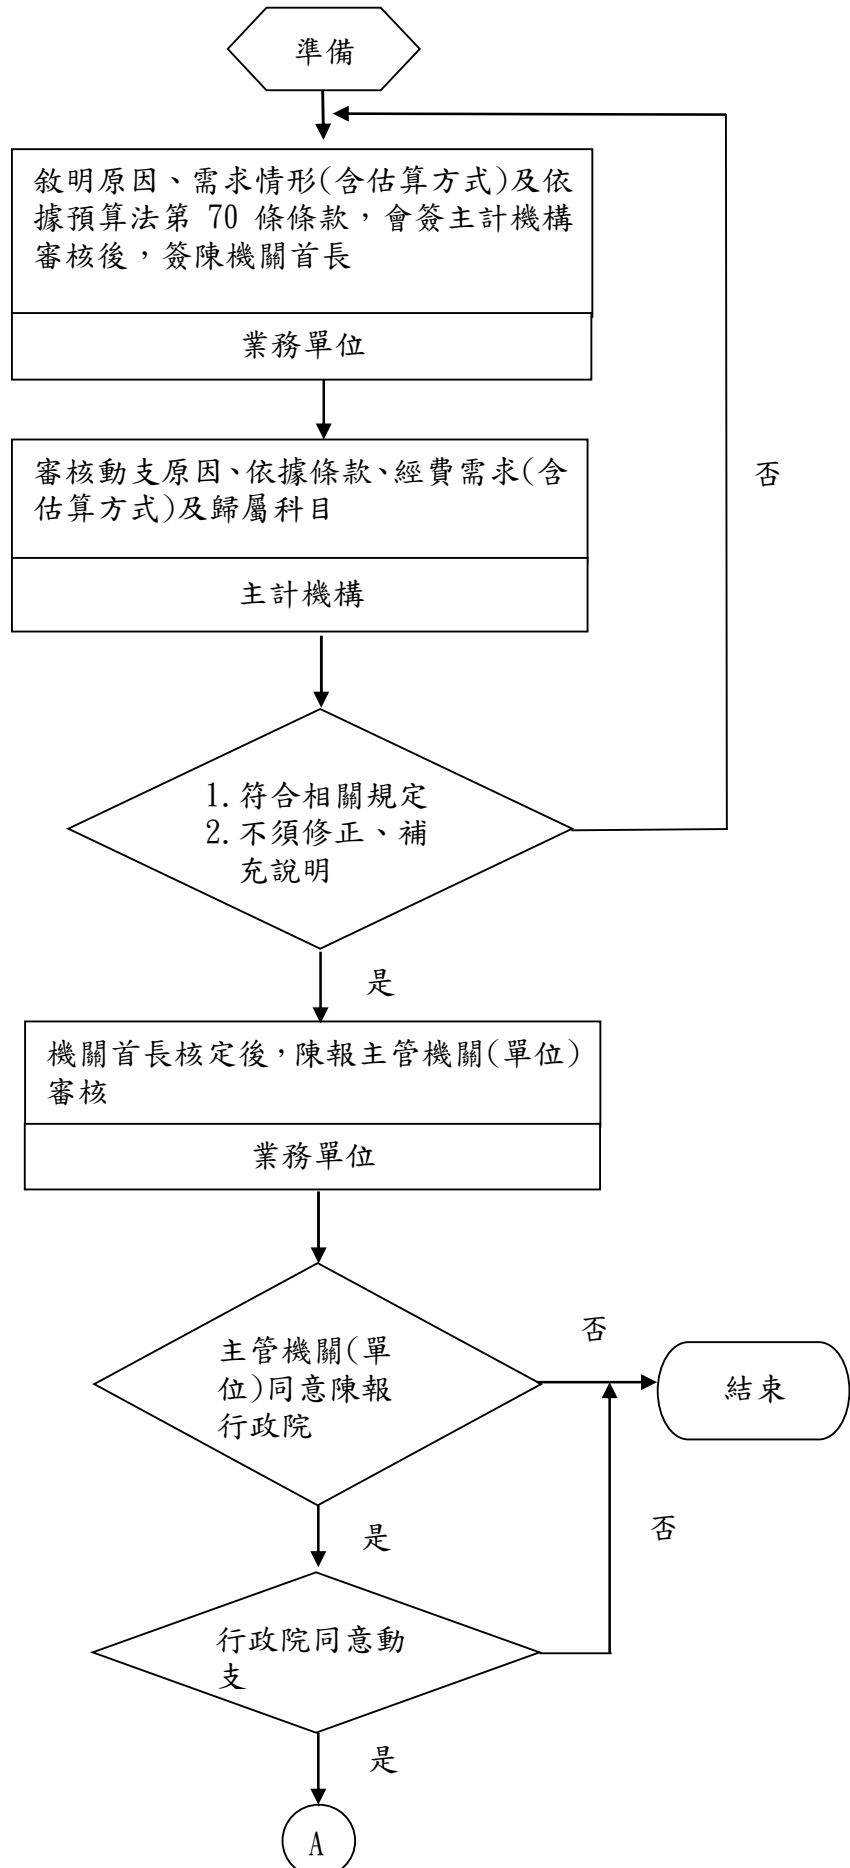 準備
敘明原因、需求情形(含估算方式)及依
據預算法第 70 條條款，會簽主計機構
審核後，簽陳機關首長
業務單位
審核動支原因、依據條款、經費需求(含
估算方式)及歸屬科目
否
主計機構
1.符合相關規定
2.不須修正、補
充說明
是
機關首長核定後，陳報主管機關(單位)
審核
業務單位
否
主管機關(單
位)同意陳報
行政院
結束
是
否
行政院同意動
支
是
A